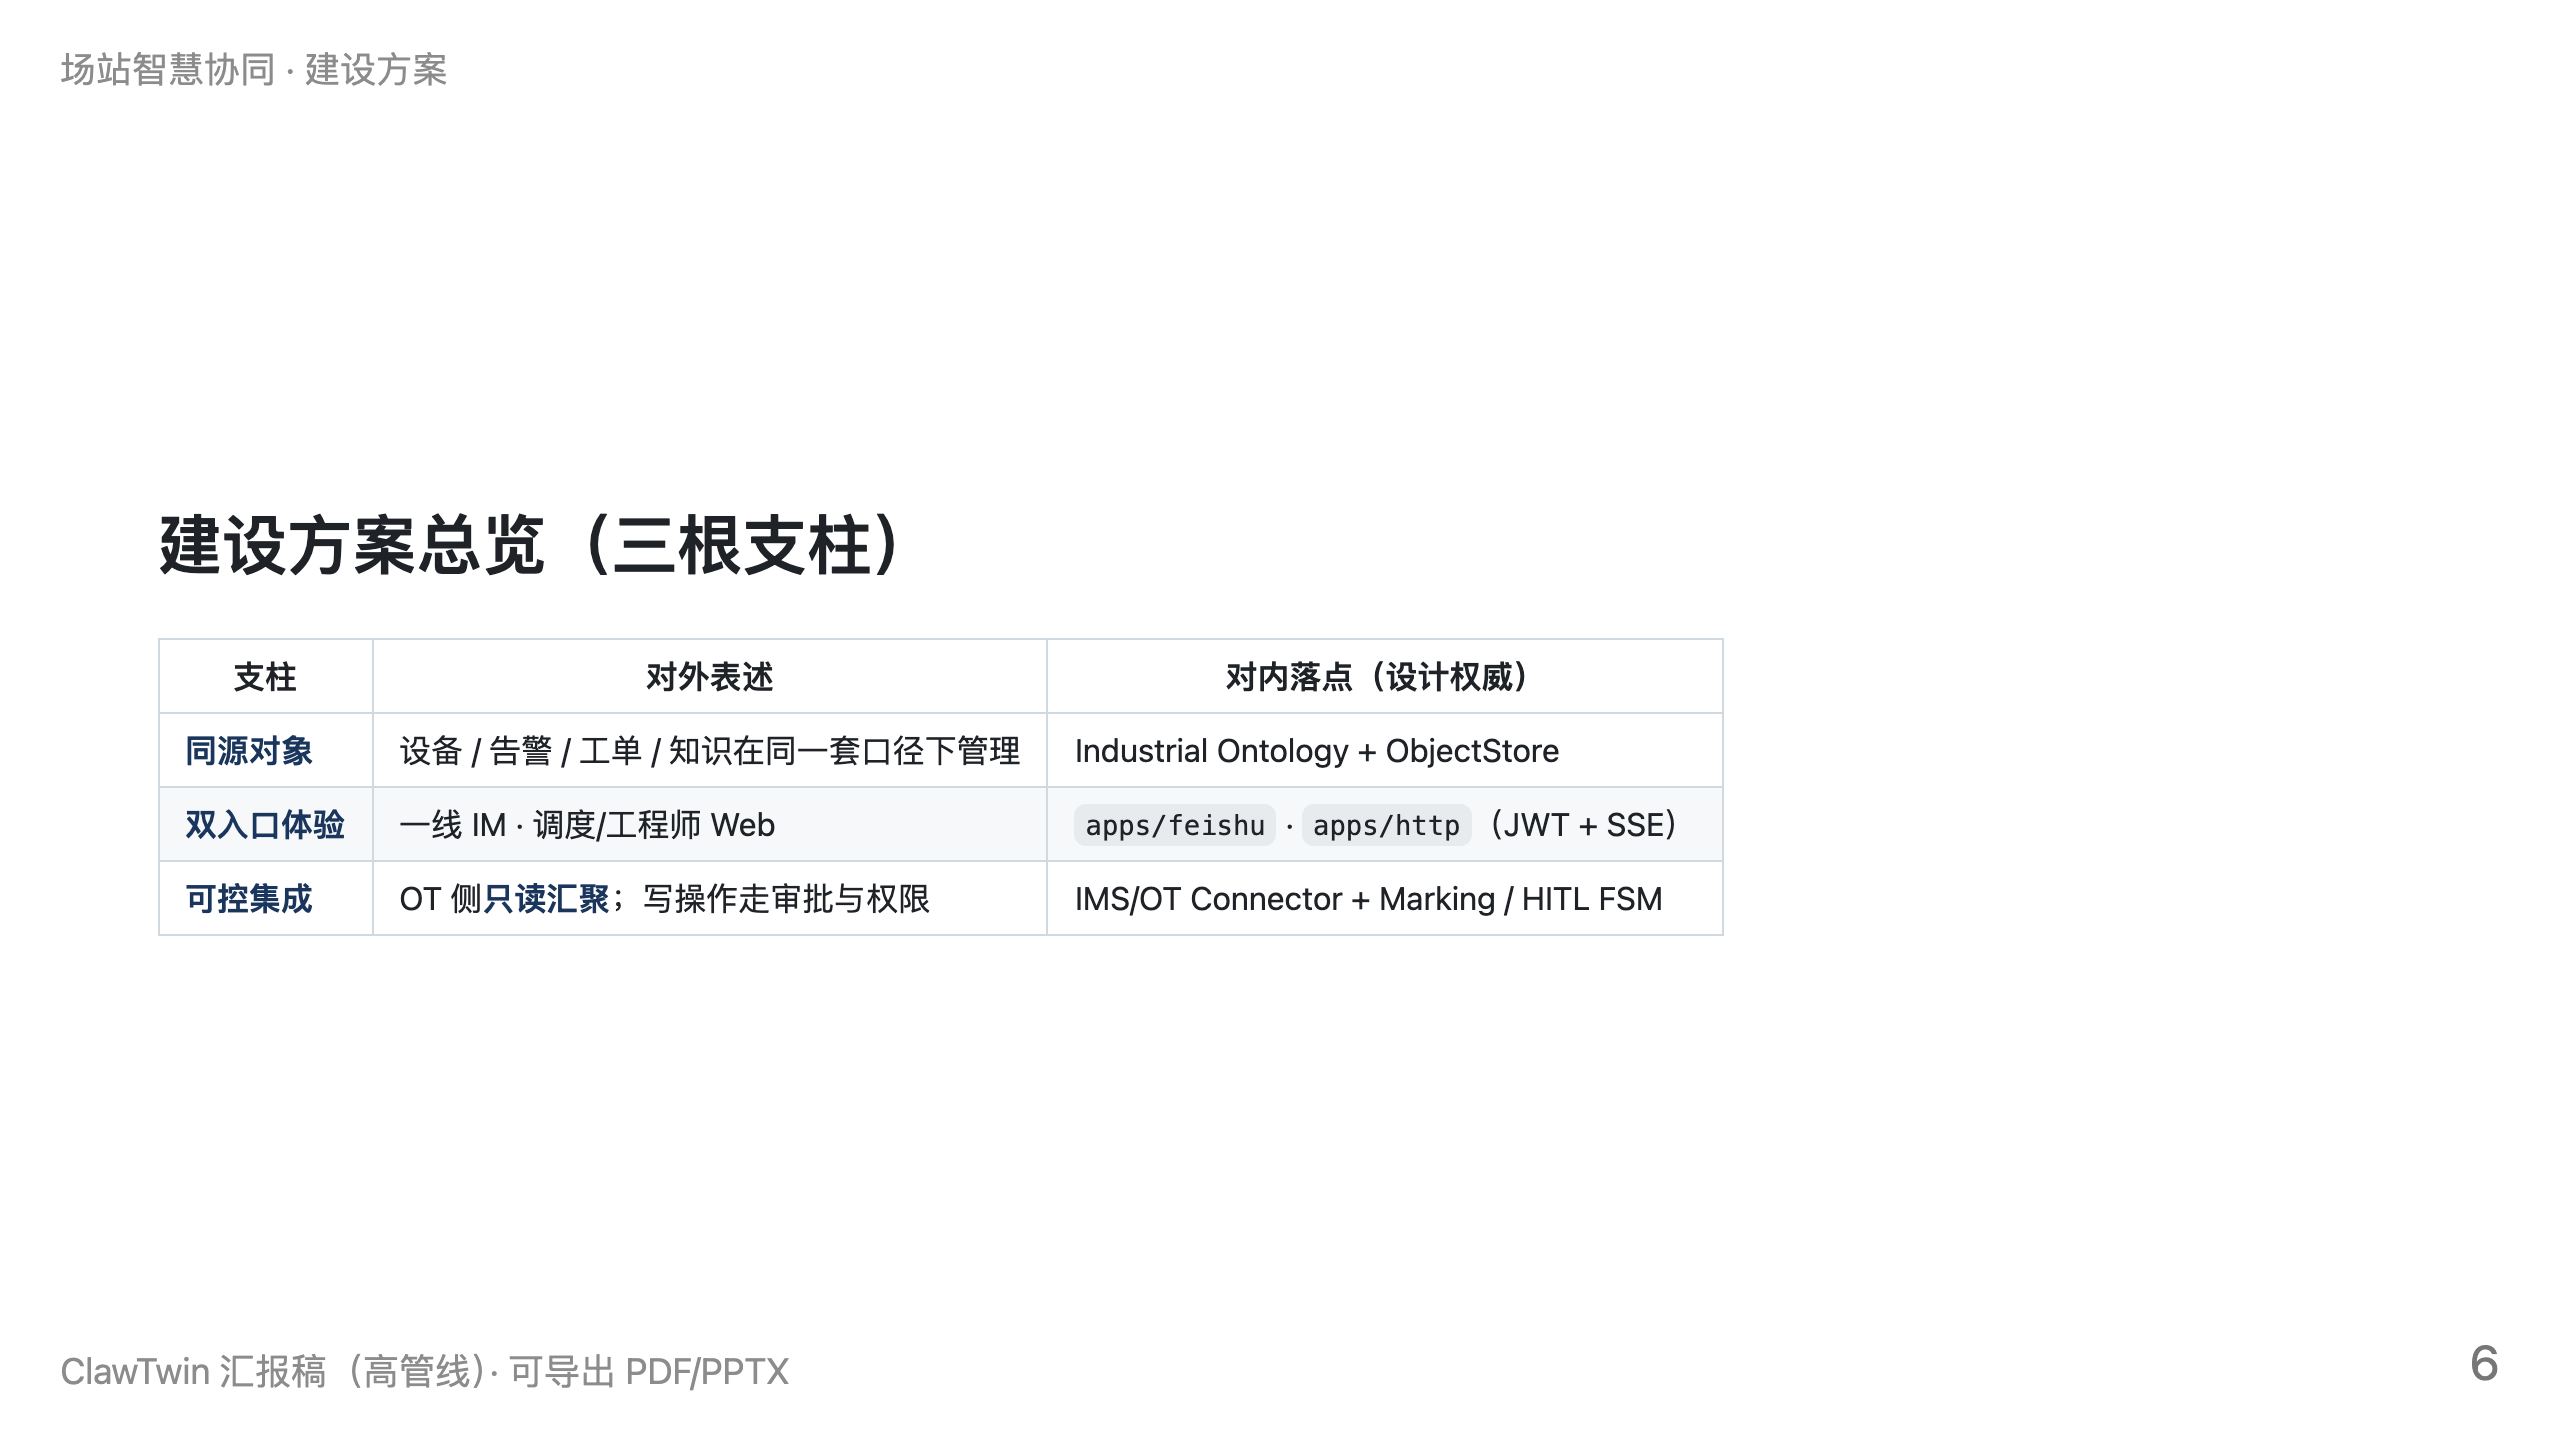 场站智慧协同 · 建设方案
建设方案总览（三根支柱）
支柱 对外表述 对内落点（设计权威）
同源对象 设备 / 告警 / 工单 / 知识在同一套口径下管理 Industrial Ontology + ObjectStore
双入口体验 一线 IM · 调度/工程师 Web apps/feishu · apps/http （JWT + SSE）
可控集成 OT 侧只读汇聚；写操作走审批与权限 IMS/OT Connector + Marking / HITL FSM
ClawTwin 汇报稿（高管线）· 可导出 PDF/PPTX
6